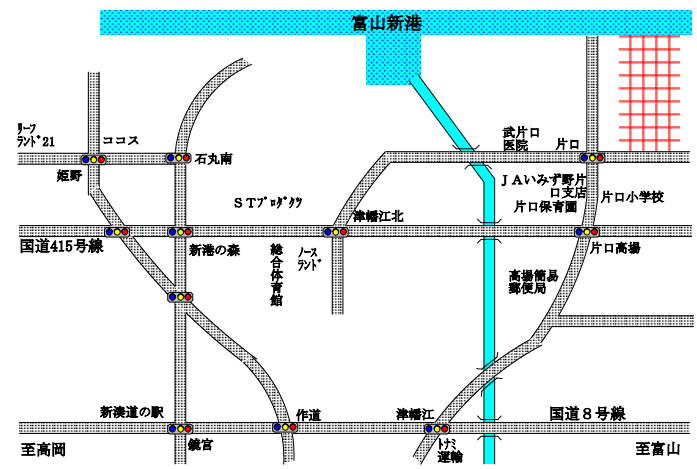 富山新港
ﾘｰﾌ
ﾗﾝﾄﾞ21
ココス
武片口
医院
片口
石丸南
姫野
ＪＡいみず野片
口支店
片口小学校
ＳＴﾌﾟﾛﾀﾞｸﾂ
片口保育園
津幡江北
国道415号線
新港の森
総合体育館
ﾉｰｽ
ﾗﾝﾄﾞ
片口高場
高場簡易
郵便局
新湊道の駅
作道
津幡江
国道８号線
至高岡
鏡宮
ﾄﾅﾐ
運輸
至富山